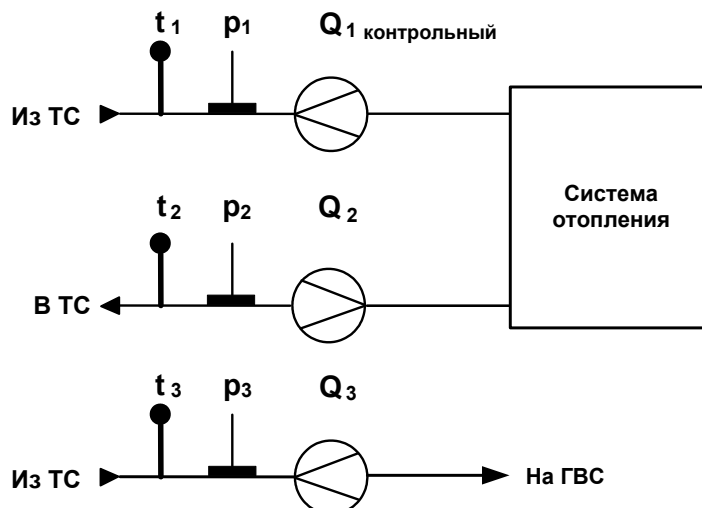 t 1 p1 Q 1 контрольный
Из ТС
t 2 p2 Q 2
Система
отопления
В ТС
t 3 p3 Q 3
Из ТС На ГВС